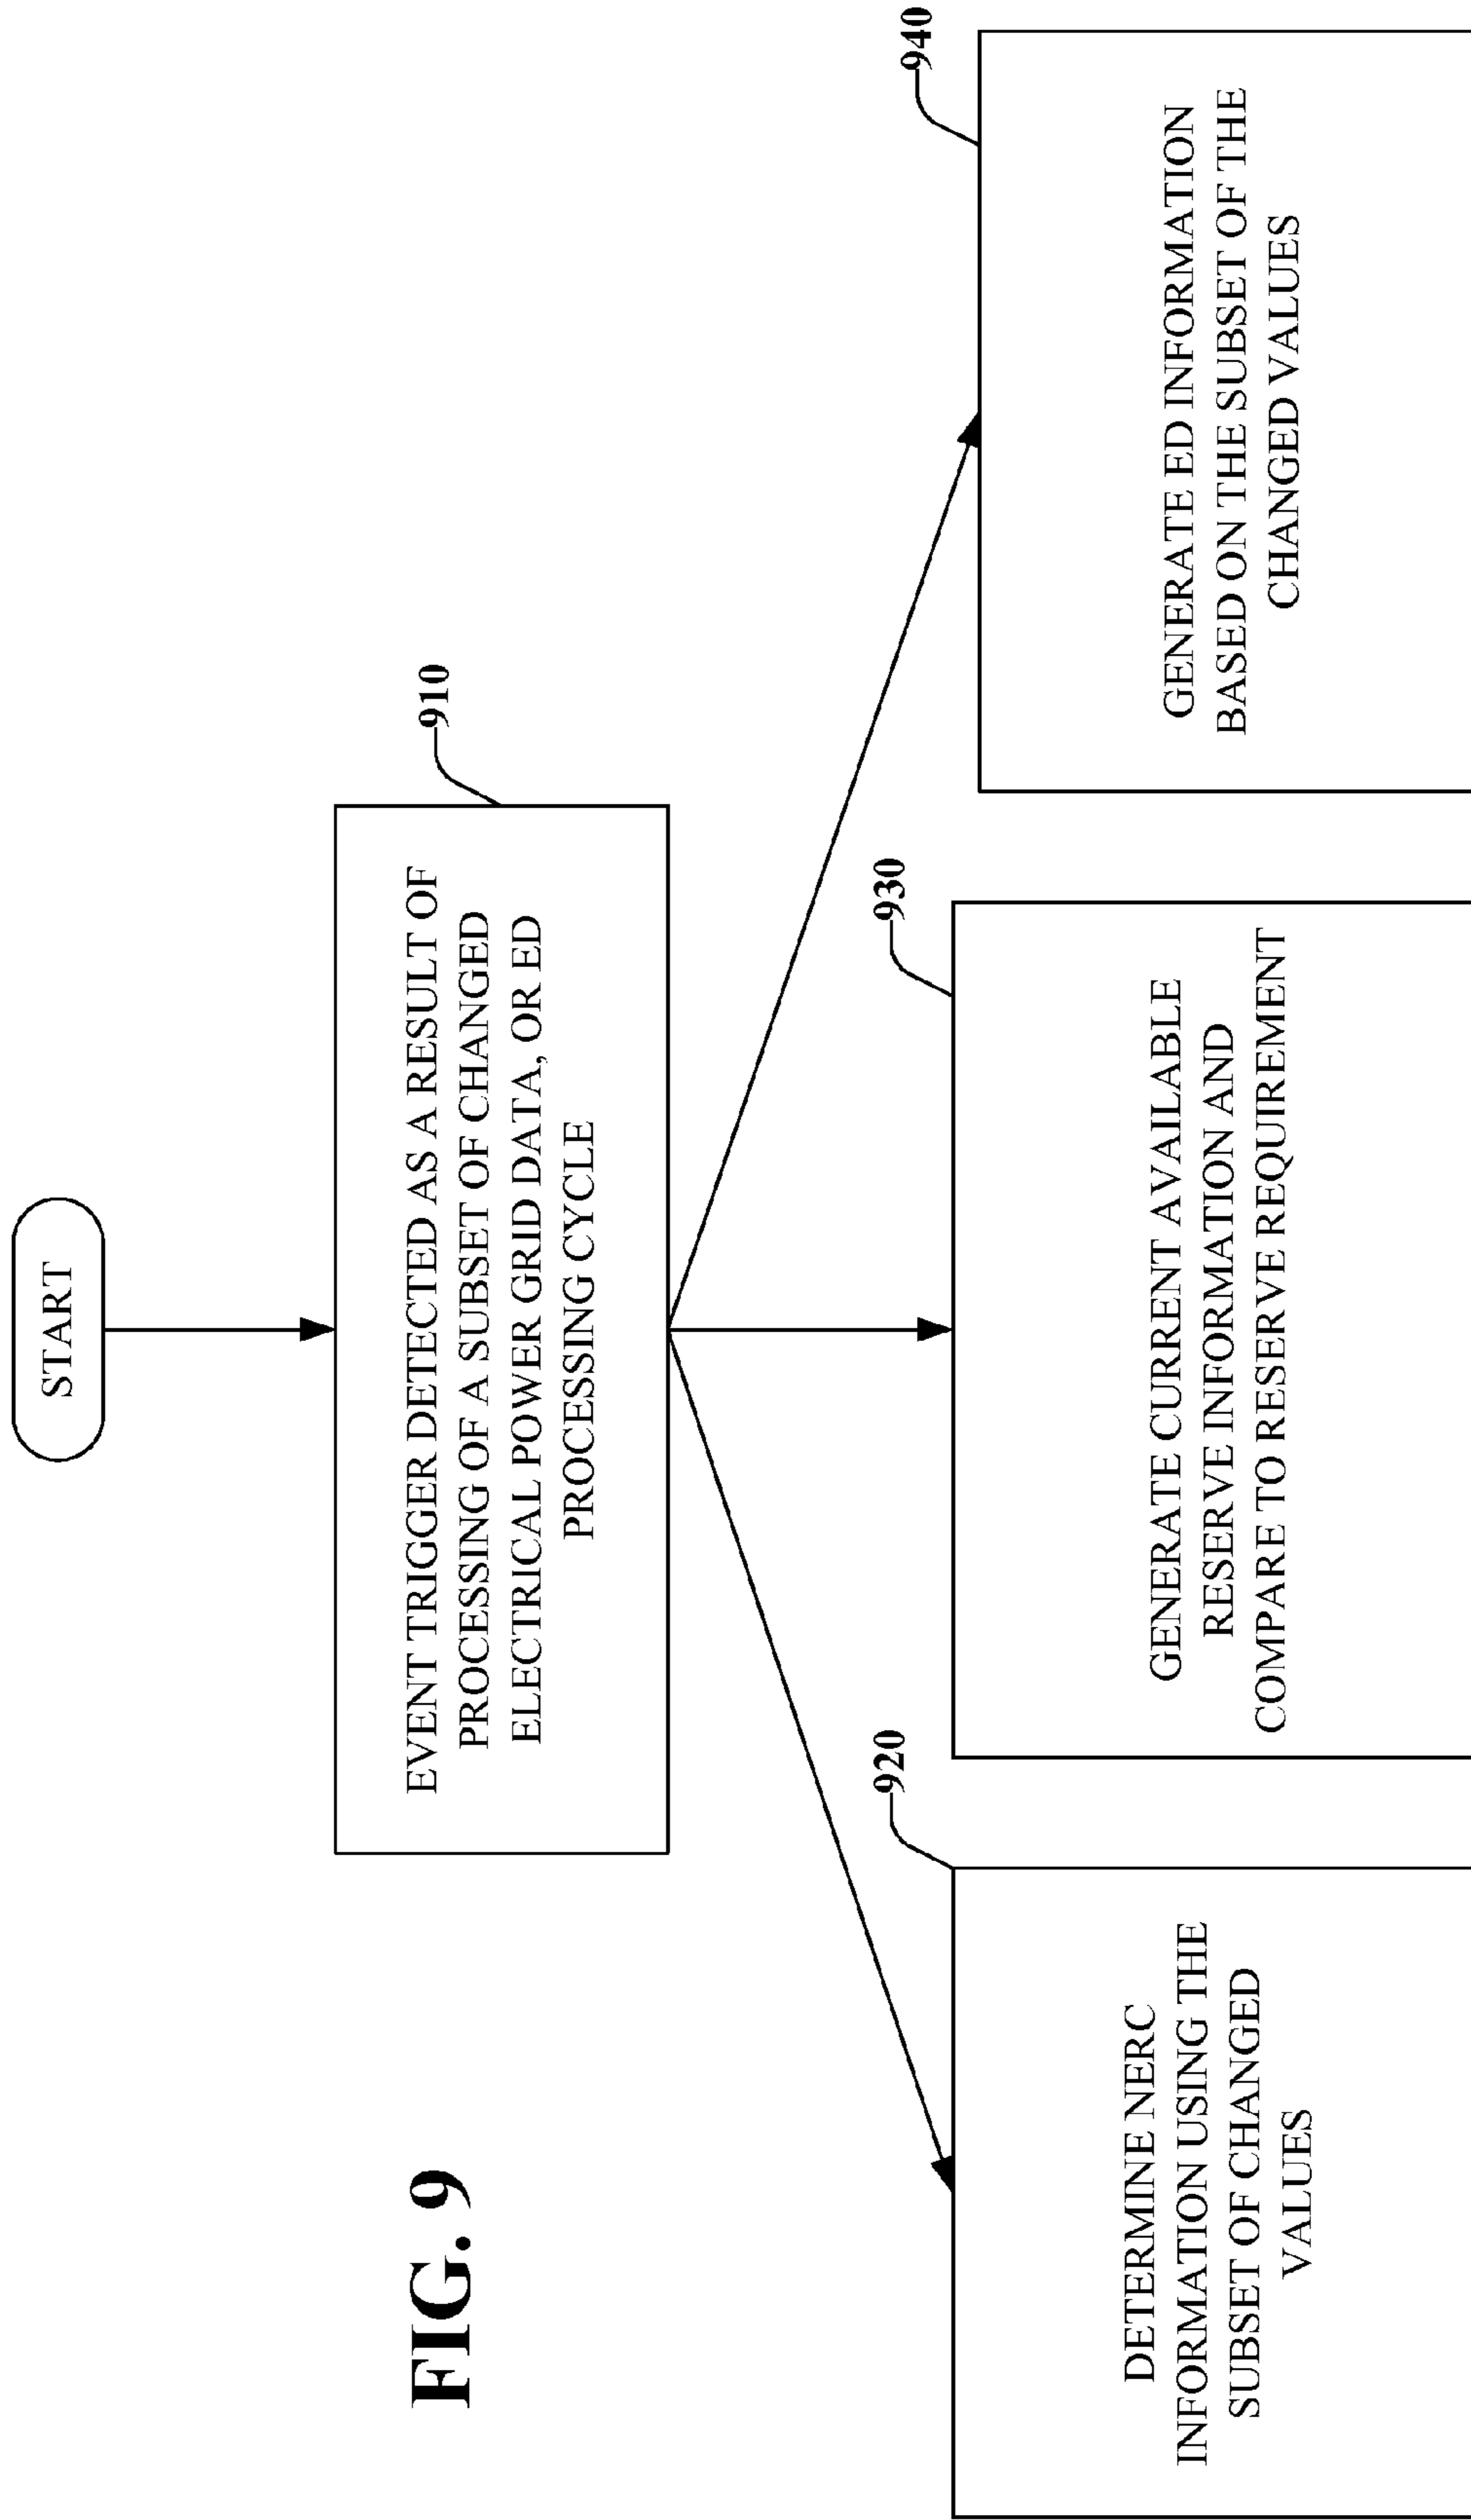 FIG. 9
START
910
EVENT TRIGGER DETECTED AS A RESULT OF
PROCESSING OF A SUBSET OF CHANGED
ELECTRICAL POWER GRID DATA, OR ED
PROCESSING CYCLE
920
DETERMINE NERC
INFORMATION USING THE
SUBSET OF CHANGED
VALUES
930
GENERATE CURRENT AVAILABLE
RESERVE INFORMATION AND
COMPARE TO RESERVE REQUIREMENT
940
GENERATE ED INFORMATION
BASED ON THE SUBSET OF THE
CHANGED VALUES